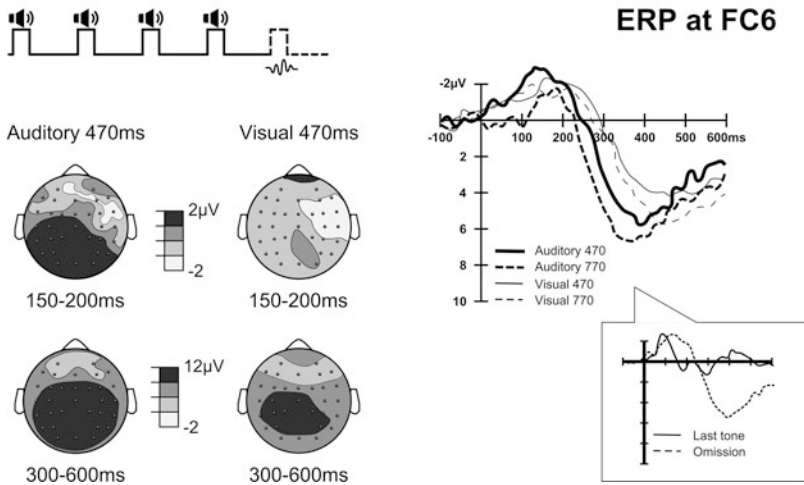 ERP at FC6
Auditory 470ms
Visual 470ms
2µV
-2
150-200ms
150-200ms
12µV
-2
300-600ms
300-600ms
-2µV
-100
100
200
300
400
500
600ms
2
4
6
8
10
Auditory 470
Auditory 770
Visual 470
Visual 770
Last tone
Omission